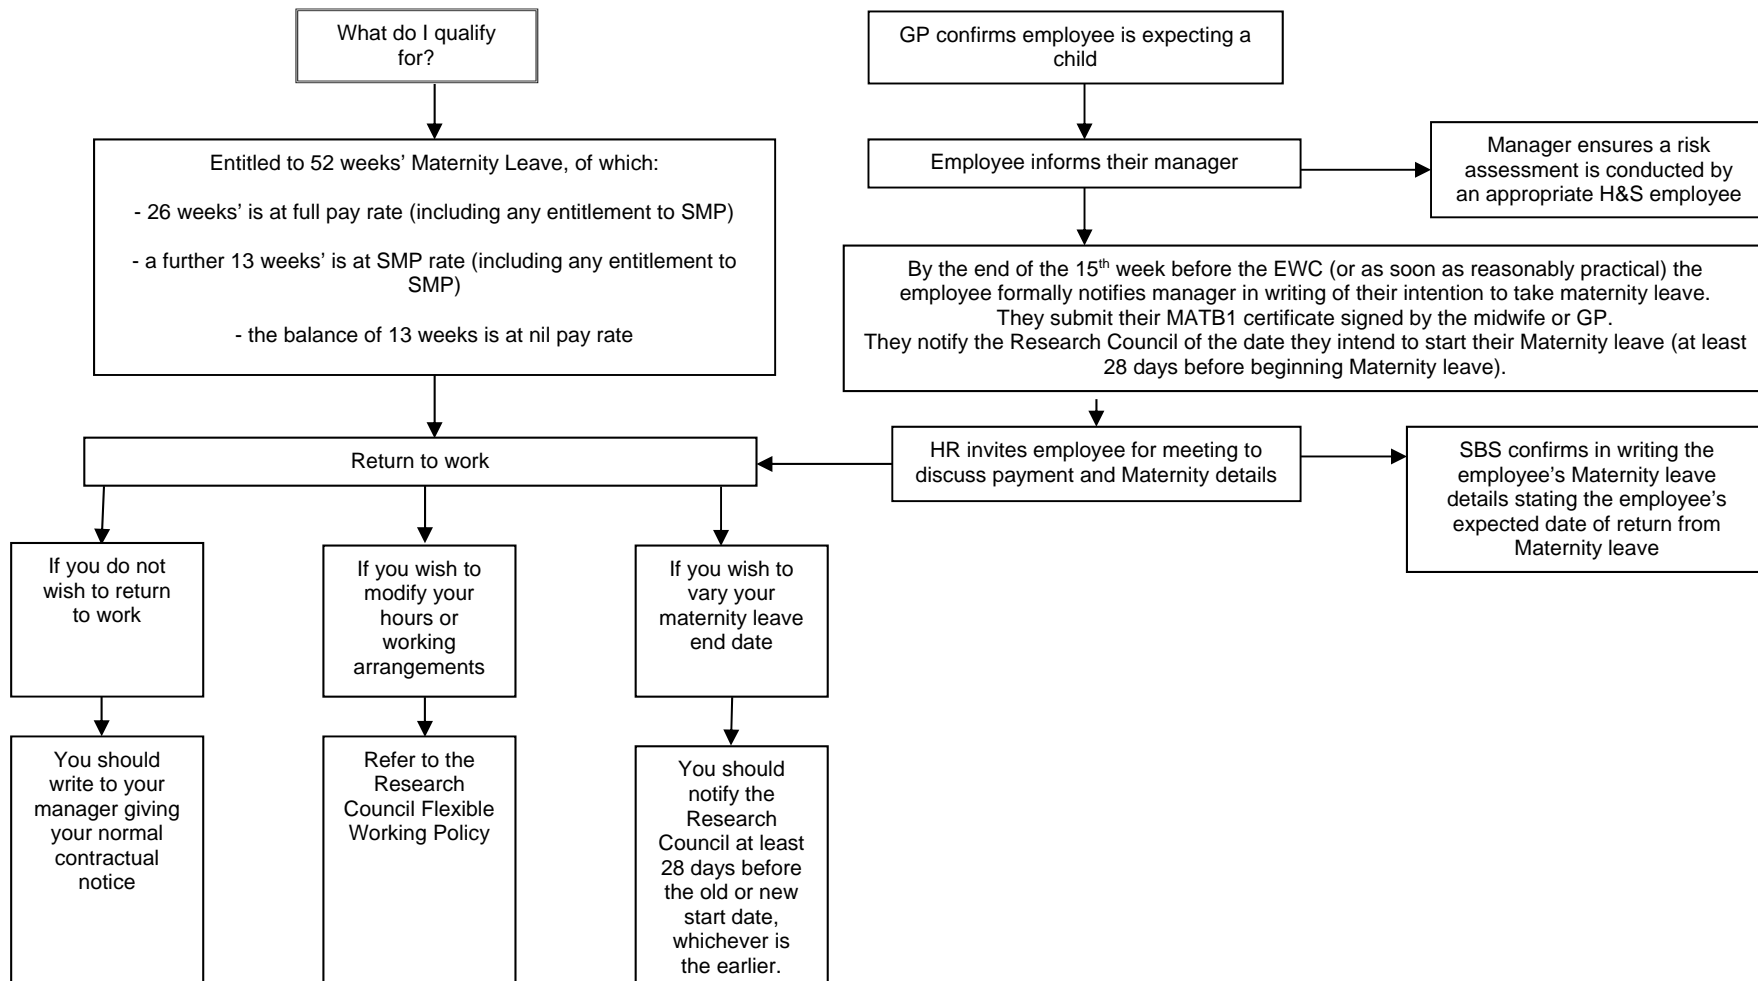 What do I qualify
for?
GP confirms employee is expecting a
child
Entitled to 52 weeks’ Maternity Leave, of which:
- 26 weeks’ is at full pay rate (including any entitlement to SMP)
- a further 13 weeks’ is at SMP rate (including any entitlement to
SMP)
- the balance of 13 weeks is at nil pay rate
Employee informs their manager
Manager ensures a risk
assessment is conducted by
an appropriate H&S employee
By the end of the 15th week before the EWC (or as soon as reasonably practical) the
employee formally notifies manager in writing of their intention to take maternity leave.
They submit their MATB1 certificate signed by the midwife or GP.
They notify the Research Council of the date they intend to start their Maternity leave (at least
28 days before beginning Maternity leave).
Return to work
HR invites employee for meeting to
discuss payment and Maternity details
SBS confirms in writing the
employee’s Maternity leave
details stating the employee’s
expected date of return from
Maternity leave
If you do not
wish to return
to work
If you wish to
modify your
hours or
working
arrangements
If you wish to
vary your
maternity leave
end date
You should
write to your
manager giving
your normal
contractual
notice
Refer to the
Research
Council Flexible
Working Policy
You should
notify the
Research
Council at least
28 days before
the old or new
start date,
whichever is
the earlier.